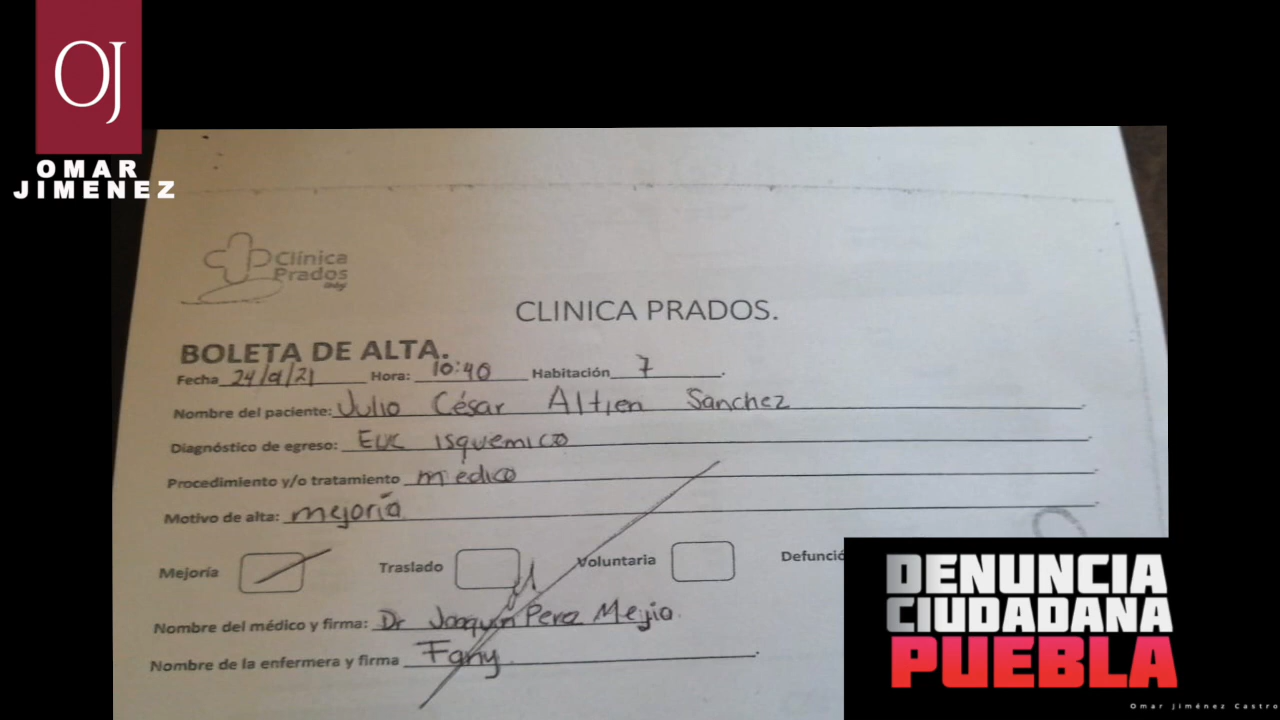 OJ
OMAR
JIMENEZ
Clínica
Prados
CLINICA PRADOS.
BOLETA DE ALTA.
Fecha 24/01/21 Hora: 10:40 Habitación 7.
Nombre del paciente: Julio César Altien Sanchez
Diagnóstico de egreso: EVC isquemico
Procedimiento y/o tratamiento médico
Motivo de alta: mejoría
Mejoría Traslado Voluntaria Defunció
Nombre del médico y firma: Dr Joaquin Perez Mejia.
Nombre de la enfermera y firma Fany
DENUNCIA
CIUDADANA
PUEBLA
Omar Jiménez Castro